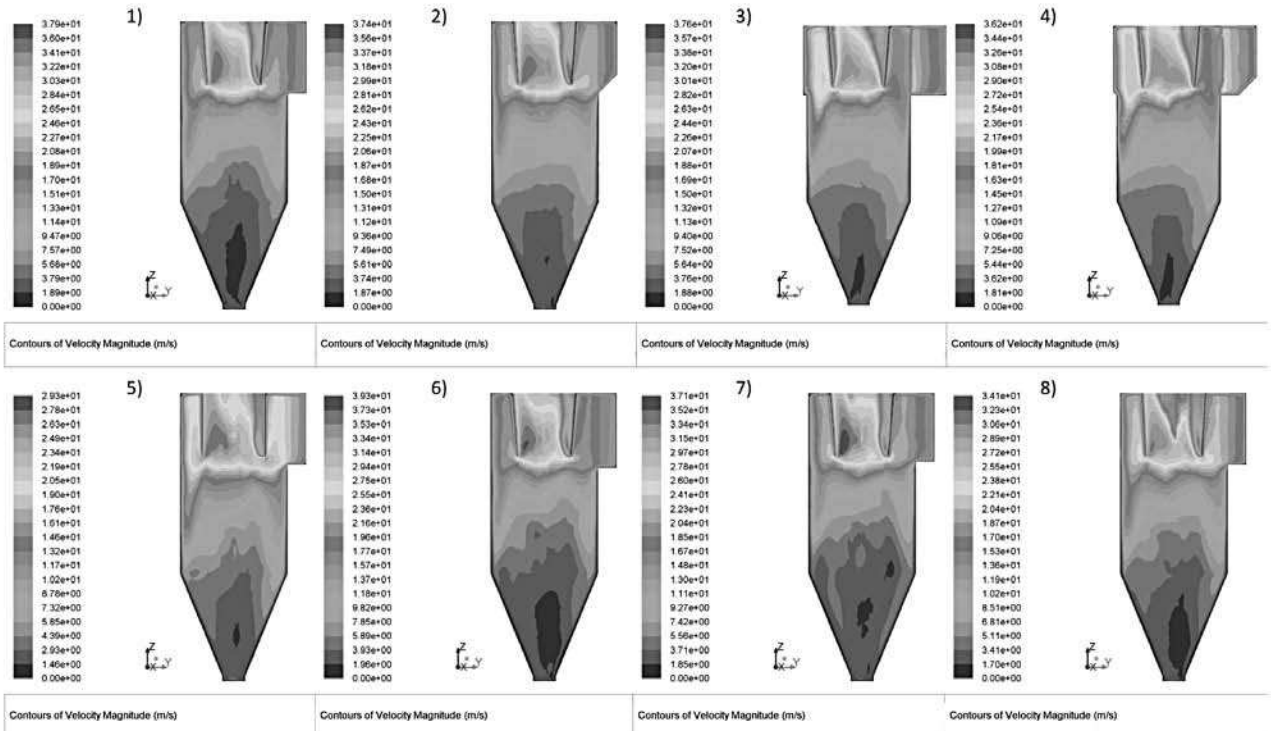 1)
3.79e+01
3.60e+01
3.41e+01
3.22e+01
3.03e+01
2.84e+01
2.65e+01
2.46e+01
2.27e+01
2.08e+01
1.89e+01
1.70e+01
1.51e+01
1.33e+01
1.14e+01
9.47e+00
7.57e+00
5.68e+00
3.79e+00
1.89e+00
0.00e+00
Z
X Y
Contours of Velocity Magnitude (m/s)
2)
3.74e+01
3.56e+01
3.37e+01
3.18e+01
2.99e+01
2.81e+01
2.62e+01
2.43e+01
2.25e+01
2.06e+01
1.87e+01
1.68e+01
1.50e+01
1.31e+01
1.12e+01
9.36e+00
7.49e+00
5.61e+00
3.74e+00
1.87e+00
0.00e+00
Z
X Y
Contours of Velocity Magnitude (m/s)
3)
3.76e+01
3.57e+01
3.38e+01
3.20e+01
3.01e+01
2.82e+01
2.63e+01
2.44e+01
2.26e+01
2.07e+01
1.88e+01
1.69e+01
1.50e+01
1.32e+01
1.13e+01
9.40e+00
7.52e+00
5.64e+00
3.76e+00
1.88e+00
0.00e+00
Z
X Y
Contours of Velocity Magnitude (m/s)
4)
3.62e+01
3.44e+01
3.26e+01
3.08e+01
2.90e+01
2.72e+01
2.54e+01
2.36e+01
2.17e+01
1.99e+01
1.81e+01
1.63e+01
1.45e+01
1.27e+01
1.09e+01
9.06e+00
7.25e+00
5.44e+00
3.62e+00
1.81e+00
0.00e+00
Z
X Y
Contours of Velocity Magnitude (m/s)
5)
2.93e+01
2.78e+01
2.63e+01
2.49e+01
2.34e+01
2.19e+01
2.05e+01
1.90e+01
1.76e+01
1.61e+01
1.46e+01
1.32e+01
1.17e+01
1.02e+01
8.78e+00
7.32e+00
5.85e+00
4.39e+00
2.93e+00
1.46e+00
0.00e+00
Z
X Y
Contours of Velocity Magnitude (m/s)
6)
3.93e+01
3.73e+01
3.53e+01
3.34e+01
3.14e+01
2.94e+01
2.75e+01
2.55e+01
2.36e+01
2.16e+01
1.96e+01
1.77e+01
1.57e+01
1.37e+01
1.18e+01
9.82e+00
7.85e+00
5.89e+00
3.93e+00
1.96e+00
0.00e+00
Z
X Y
Contours of Velocity Magnitude (m/s)
7)
3.71e+01
3.52e+01
3.34e+01
3.15e+01
2.97e+01
2.78e+01
2.60e+01
2.41e+01
2.23e+01
2.04e+01
1.85e+01
1.67e+01
1.48e+01
1.30e+01
1.11e+01
9.27e+00
7.42e+00
5.56e+00
3.71e+00
1.85e+00
0.00e+00
Z
X Y
Contours of Velocity Magnitude (m/s)
8)
3.41e+01
3.23e+01
3.06e+01
2.89e+01
2.72e+01
2.55e+01
2.38e+01
2.21e+01
2.04e+01
1.87e+01
1.70e+01
1.53e+01
1.36e+01
1.19e+01
1.02e+01
8.51e+00
6.81e+00
5.11e+00
3.41e+00
1.70e+00
0.00e+00
Z
X Y
Contours of Velocity Magnitude (m/s)